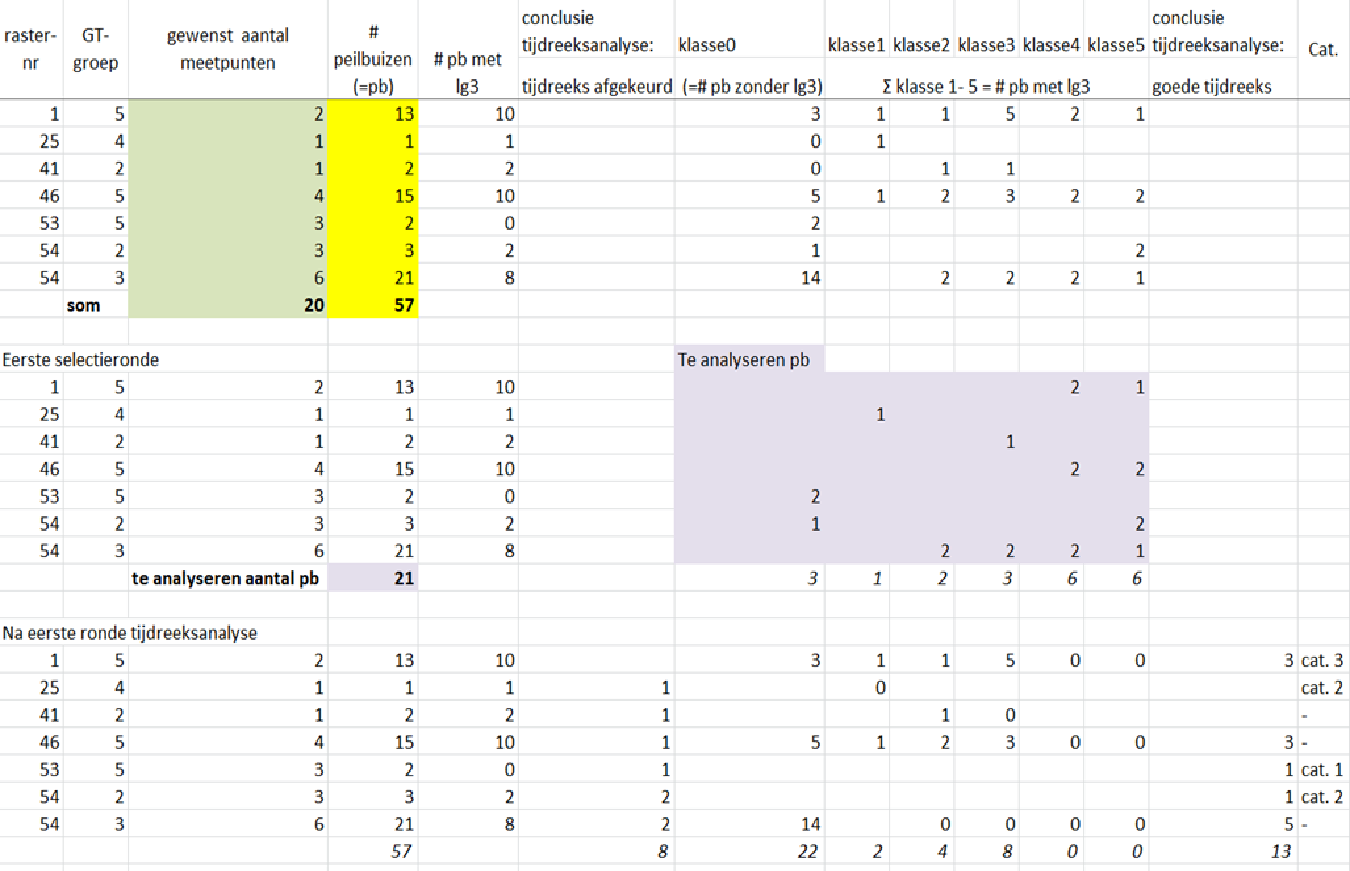 raster-nr GT-groep gewenst aantal meetpunten # peilbuizen (=pb) # pb met lg3 conclusie tijdreeksanalyse: tijdreeks afgekeurd klasse0 (=# pb zonder lg3) klasse1 klasse2 klasse3 klasse4 klasse5 Σ klasse 1- 5 = # pb met lg3 conclusie tijdreeksanalyse: goede tijdreeks Cat.
1 5 2 13 10 3 1 1 5 2 1
25 4 1 1 1 0 1
41 2 1 2 2 0 1 1
46 5 4 15 10 5 1 2 3 2 2
53 5 3 2 0 2
54 2 3 3 2 1 2
54 3 6 21 8 14 2 2 2 1
som 20 57
Eerste selectieronde Te analyseren pb
1 5 2 13 10 2 1
25 4 1 1 1 1
41 2 1 2 2 1
46 5 4 15 10 2 2
53 5 3 2 0 2
54 2 3 3 2 1 2
54 3 6 21 8 2 2 2 1
te analyseren aantal pb 21 3 1 2 3 6 6
Na eerste ronde tijdreeksanalyse
1 5 2 13 10 3 1 1 5 0 0 3 cat. 3
25 4 1 1 1 1 0 cat. 2
41 2 1 2 2 1 1 0 -
46 5 4 15 10 1 5 1 2 3 0 0 3 -
53 5 3 2 0 1 1 cat. 1
54 2 3 3 2 2 1 cat. 2
54 3 6 21 8 2 14 0 0 0 0 5 -
57 8 22 2 4 8 0 0 13